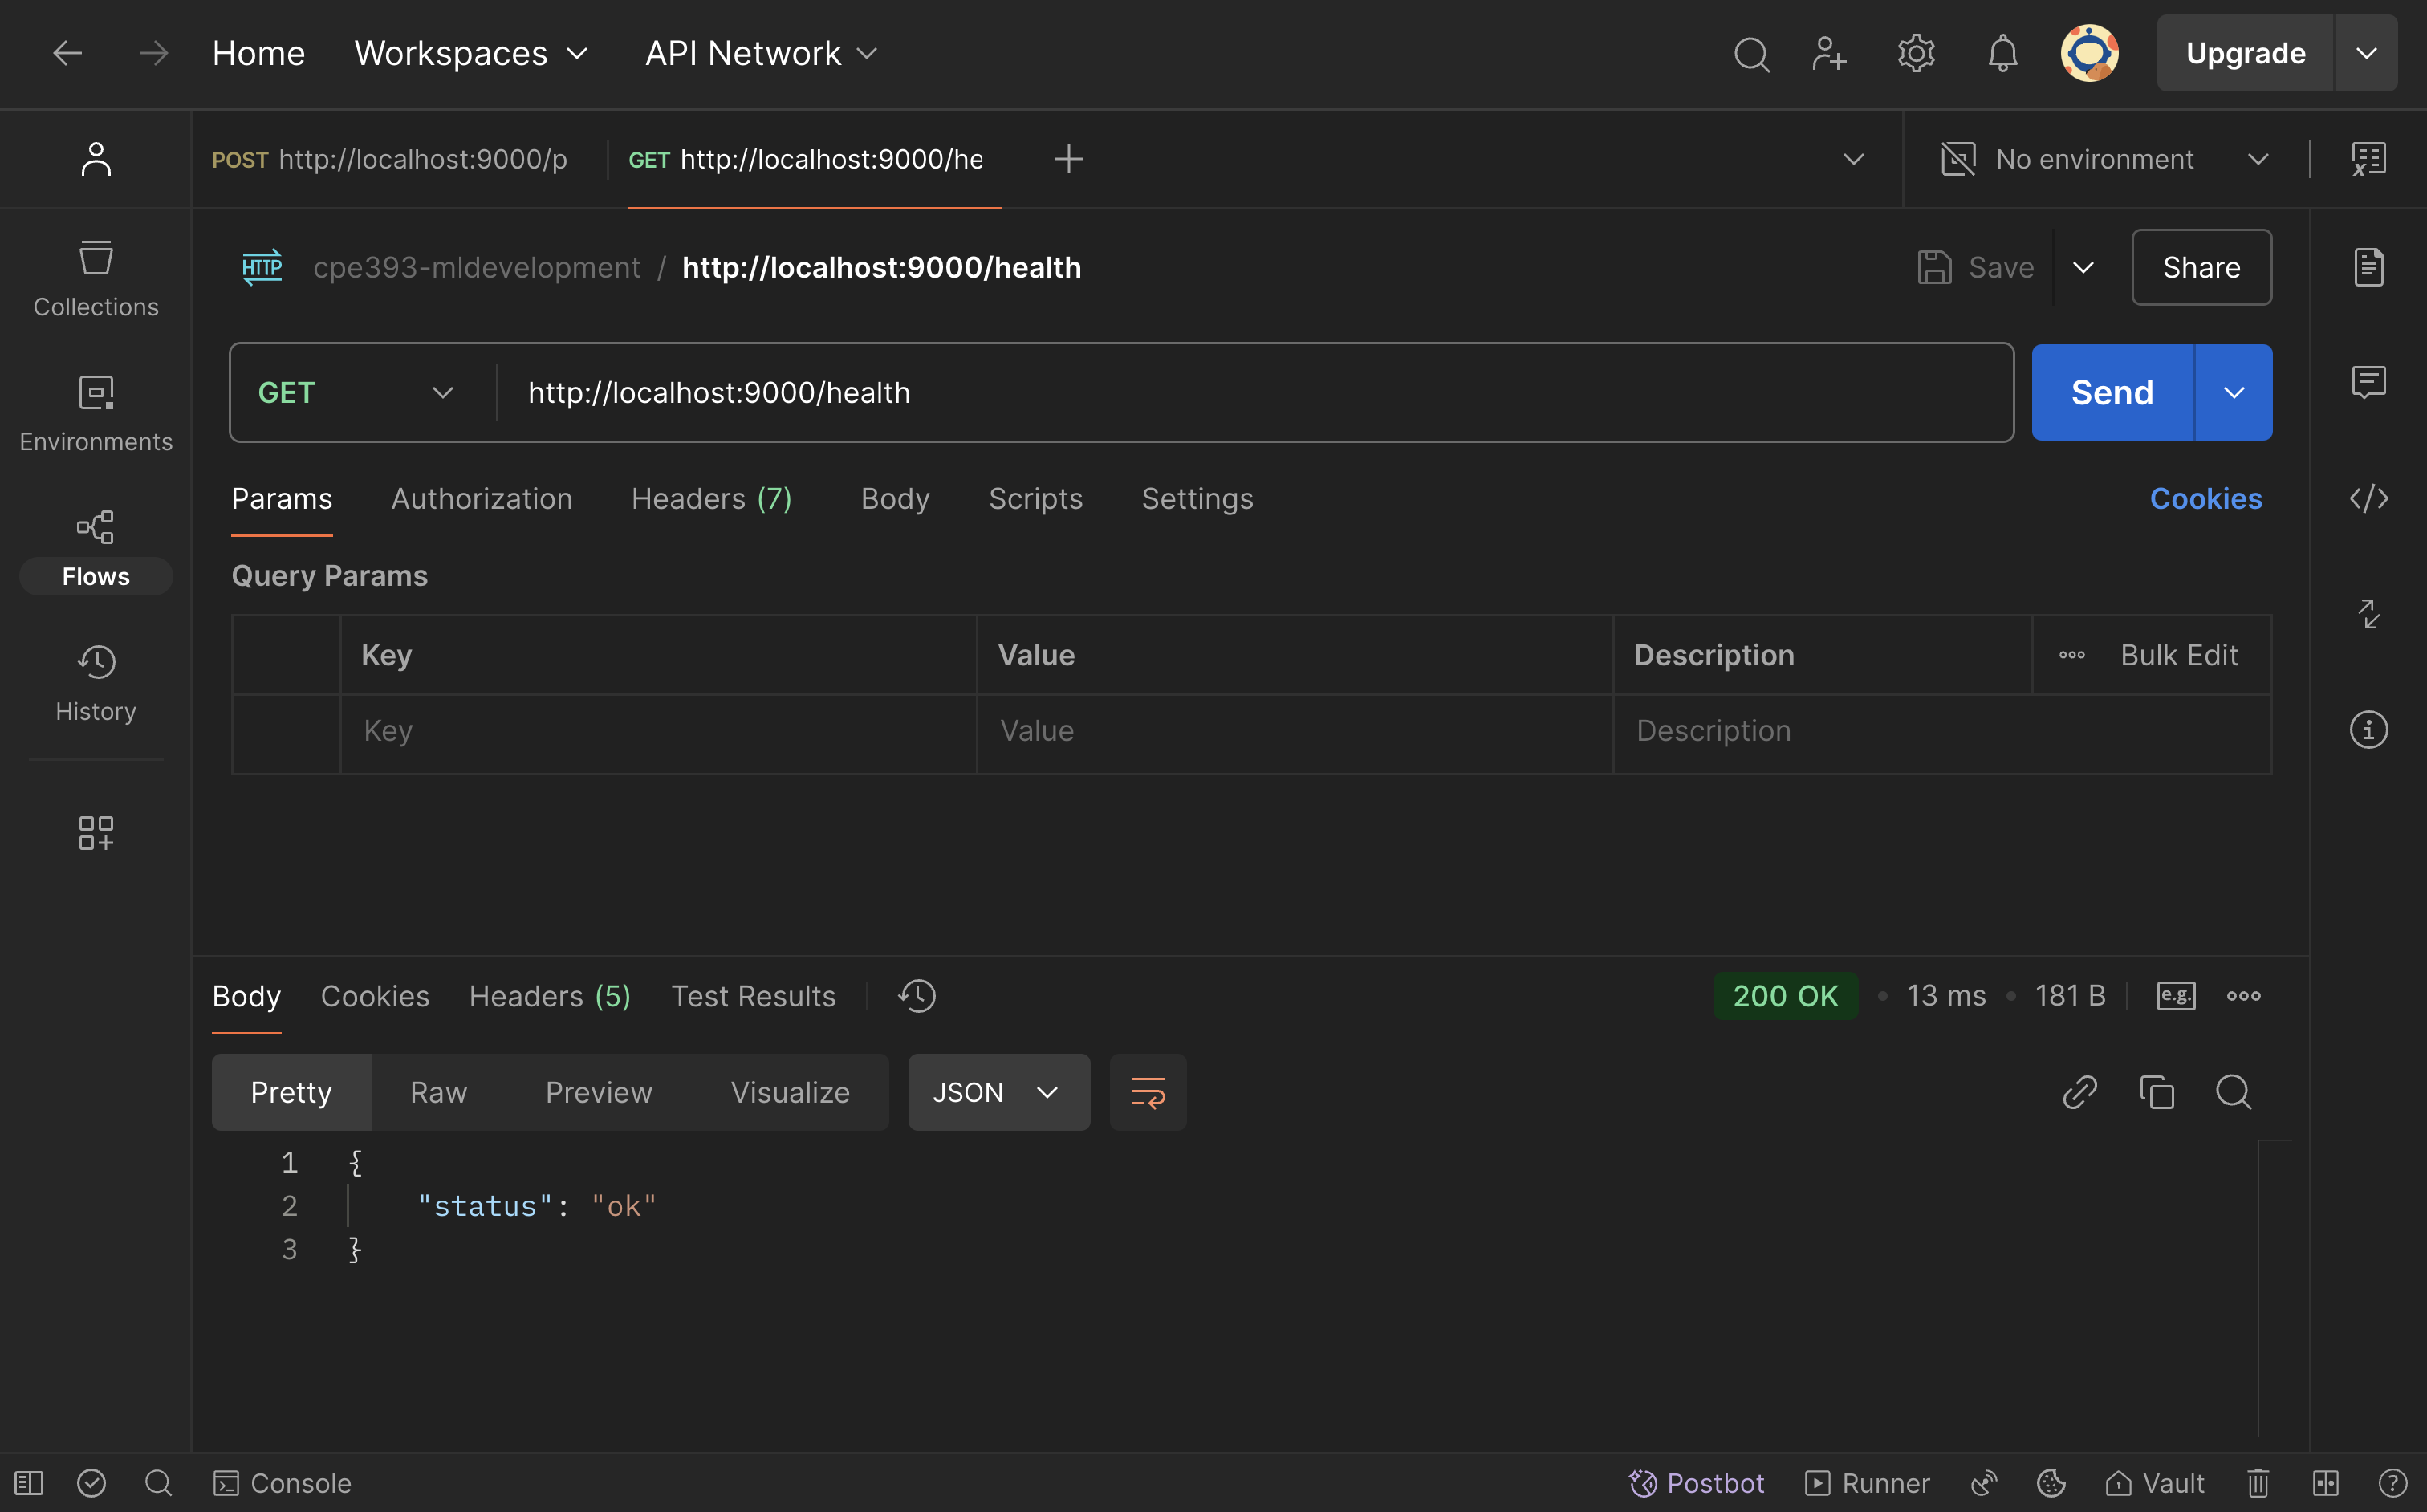 Home Workspaces API Network Upgrade
POST http://localhost:9000/p GET http://localhost:9000/he No environment
HTTP cpe393-mldevelopment / http://localhost:9000/health Save Share
Collections
GET http://localhost:9000/health Send
Environments
Params Authorization Headers (7) Body Scripts Settings Cookies
Flows
Query Params
Key Value Description Bulk Edit
History
Key Value Description
Body Cookies Headers (5) Test Results 200 OK 13 ms 181 B e.g.
Pretty Raw Preview Visualize JSON
1 {
2 "status": "ok"
3 }
Console Postbot Runner Vault